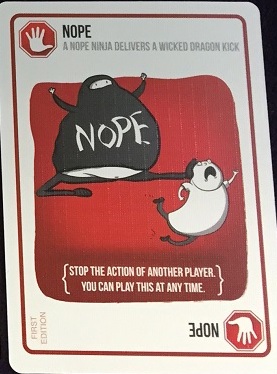 NOPE
A NOPE NINJA DELIVERS A WICKED DRAGON KICK
NOPE
STOP THE ACTION OF ANOTHER PLAYER.
YOU CAN PLAY THIS AT ANY TIME.
FIRST
EDITION
NOPE